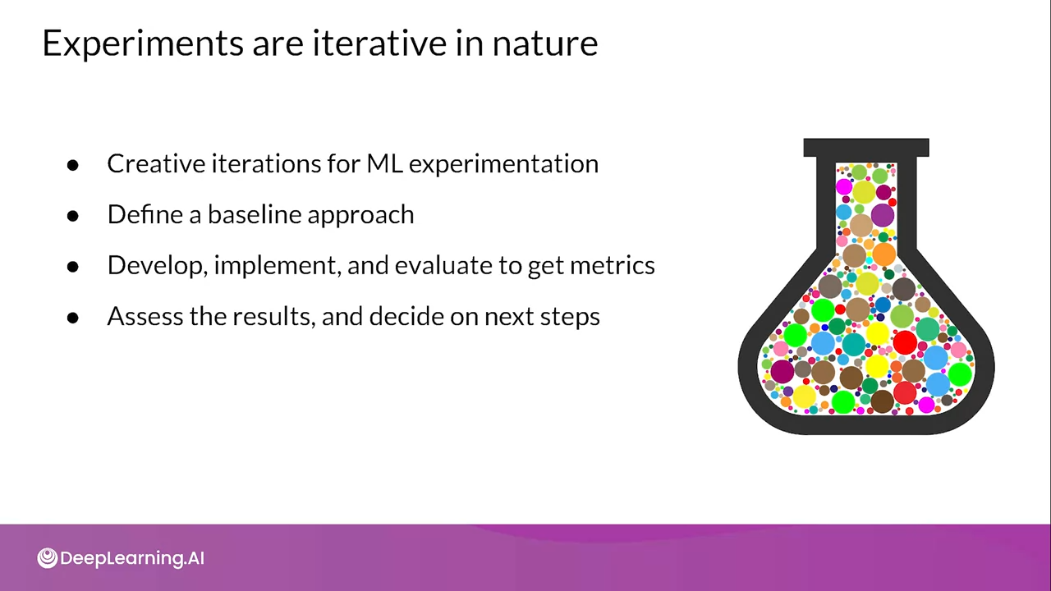 Experiments are iterative in nature
● Creative iterations for ML experimentation
● Define a baseline approach
● Develop, implement, and evaluate to get metrics
● Assess the results, and decide on next steps
DeepLearning.AI